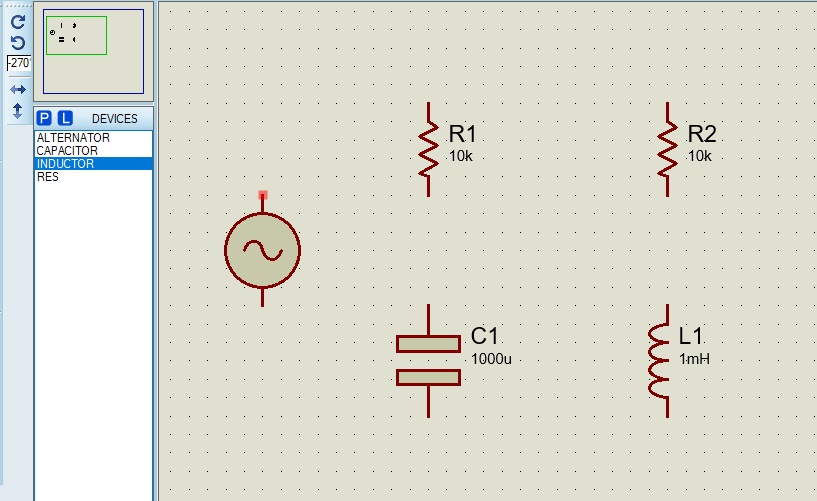 -270
P L DEVICES
ALTERNATOR
CAPACITOR
INDUCTOR
RES
R1
10k
R2
10k
C1
1000u
L1
1mH